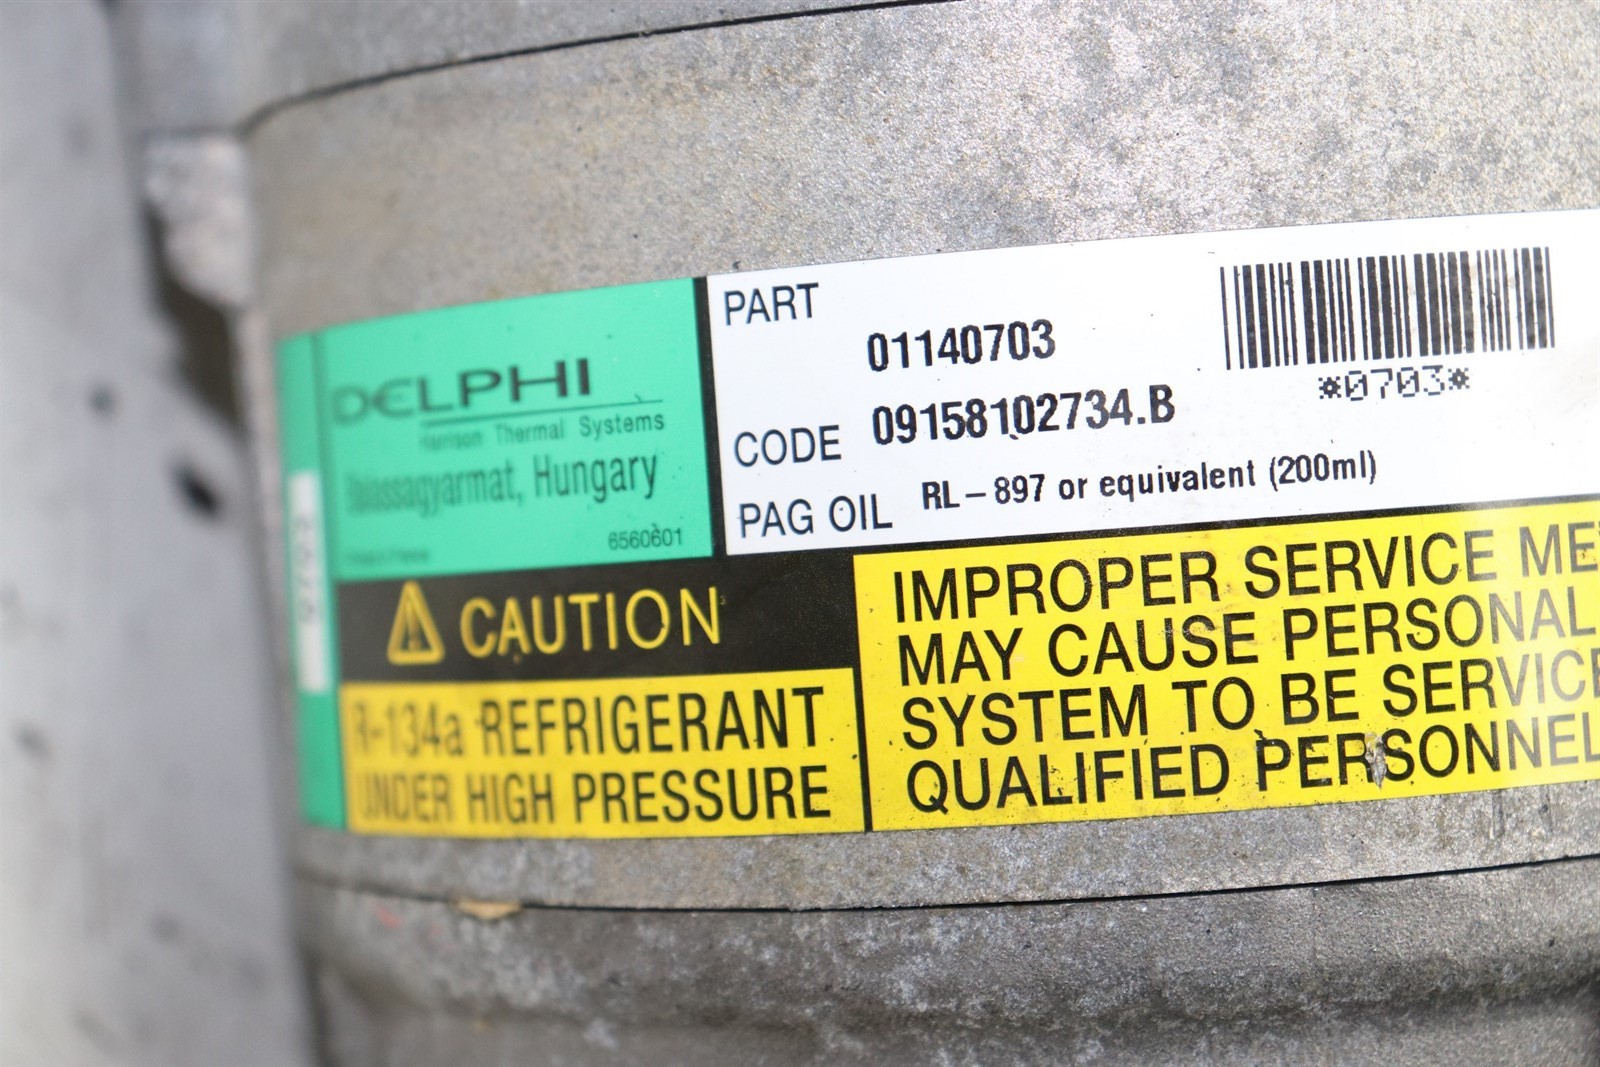 DELPHI
Harrison Thermal Systems
Balassagyarmat, Hungary
6560601
PART
01140703
*0703*
CODE 09158102734.B
PAG OIL RL-897 or equivalent (200ml)
CAUTION
R-134a REFRIGERANT
UNDER HIGH PRESSURE
IMPROPER SERVICE ME
MAY CAUSE PERSONAL
SYSTEM TO BE SERVICE
QUALIFIED PERSONNEL